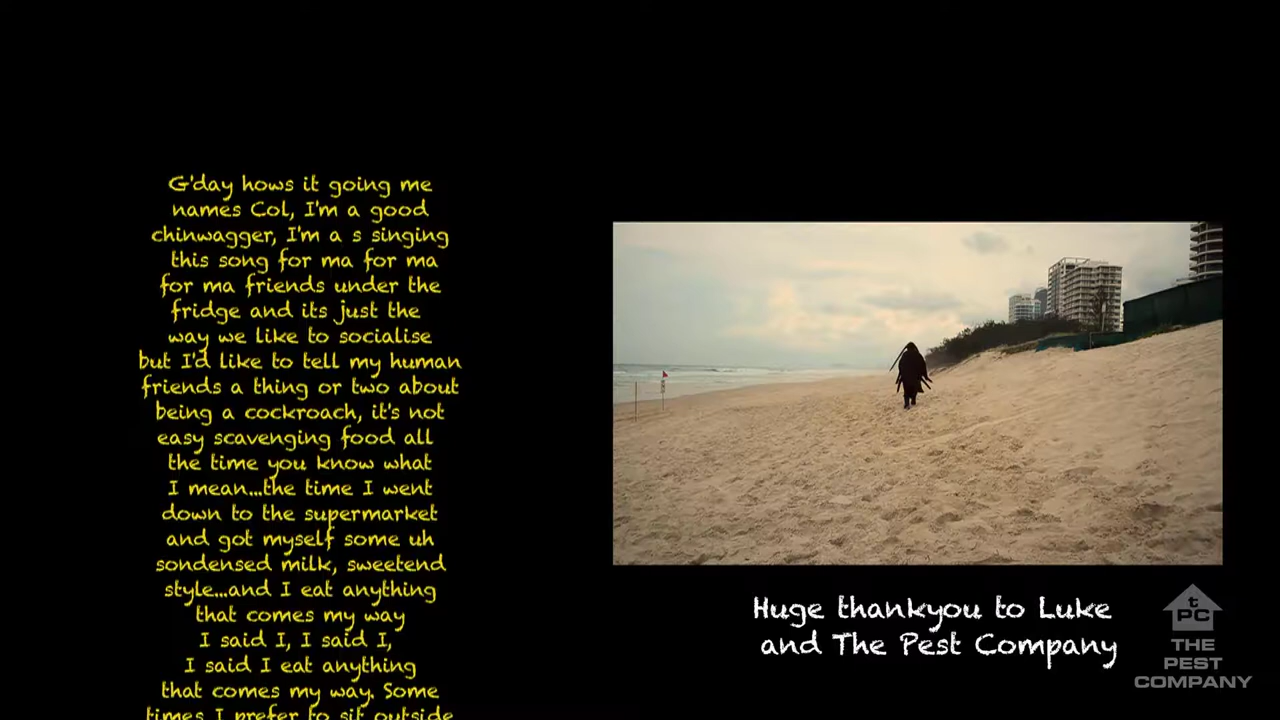 G'day hows it going me
names Col, I'm a good
chinwagger, I'm a s singing
this song for ma for ma
for ma friends under the
fridge and its just the
way we like to socialise
but I'd like to tell my human
friends a thing or two about
being a cockroach, it's not
easy scavenging food all
the time you know what
I mean...the time I went
down to the supermarket
and got myself some uh
sondensed milk, sweetend
style...and I eat anything
that comes my way
I said I, I said I,
I said I eat anything
that comes my way. Some
times I prefer to sit outside
Huge thankyou to Luke
and The Pest Company
tPC
THE
PEST
COMPANY